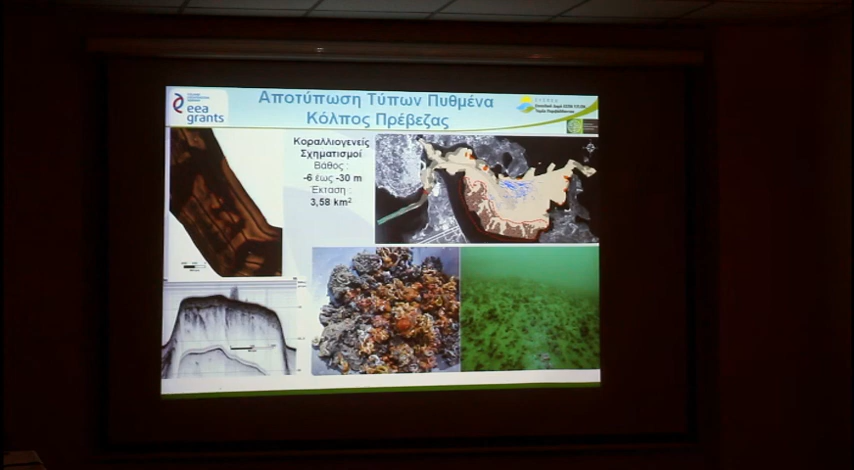 eea
grants
Αποτύπωση Τύπων Πυθμένα
Κόλπος Πρέβεζας
Κοραλλιογενείς
Σχηματισμοί
Βάθος :
-6 έως -30 m
Έκταση :
3,58 km²